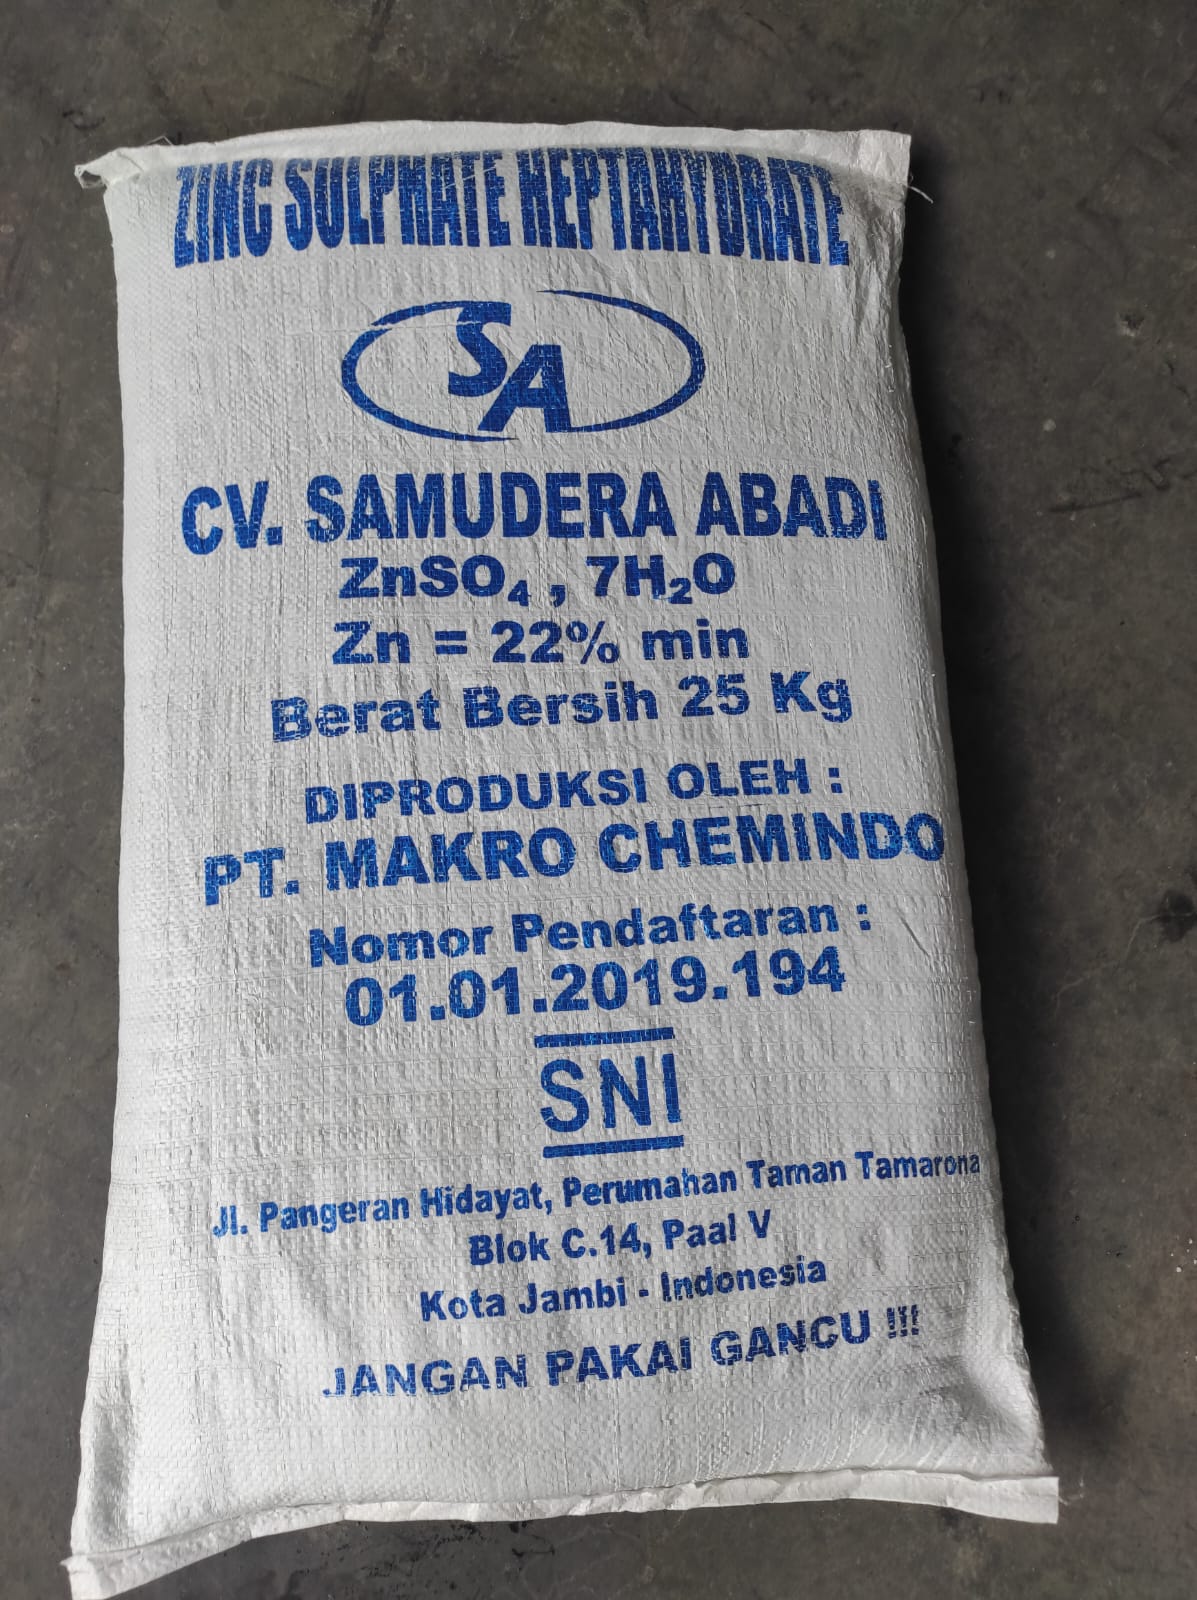 ZINC SULPHATE HEPTAHYDRATE
SA
CV. SAMUDERA ABADI
ZnSO₄ , 7H₂O
Zn = 22% min
Berat Bersih 25 Kg
DIPRODUKSI OLEH :
PT. MAKRO CHEMINDO
Nomor Pendaftaran :
01.01.2019.194
SNI
Jl. Pangeran Hidayat, Perumahan Taman Tamarona
Blok C.14, Paal V
Kota Jambi - Indonesia
JANGAN PAKAI GANCU !!!